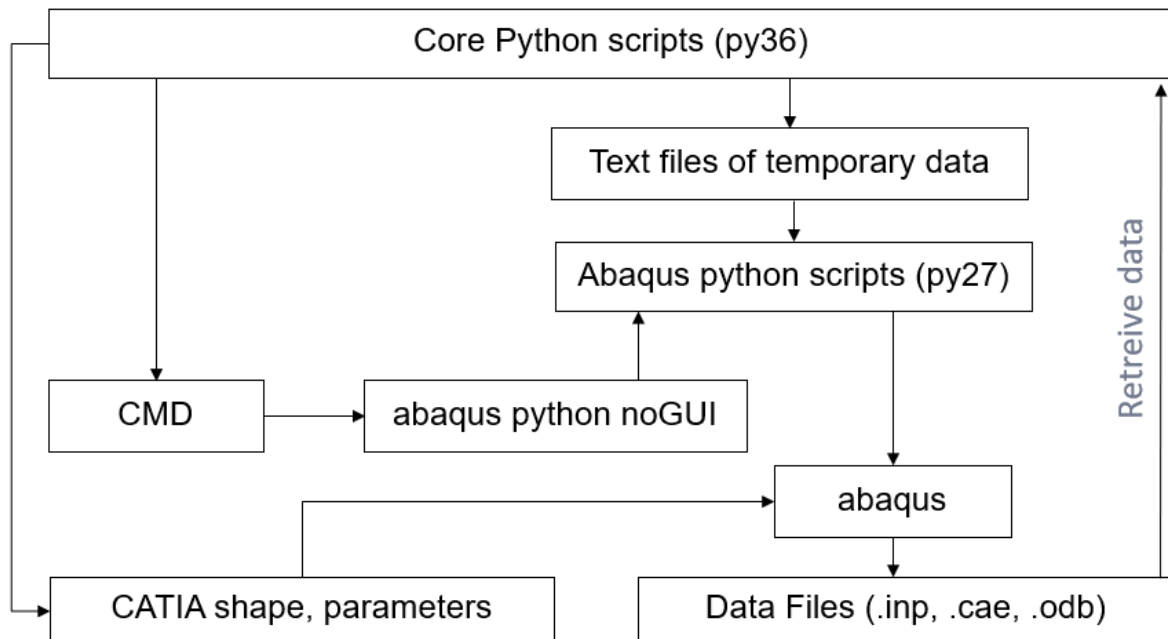 Core Python scripts (py36)
Text files of temporary data
Abaqus python scripts (py27)
Retreive data
CMD
abaqus python noGUI
abaqus
CATIA shape, parameters
Data Files (.inp, .cae, .odb)